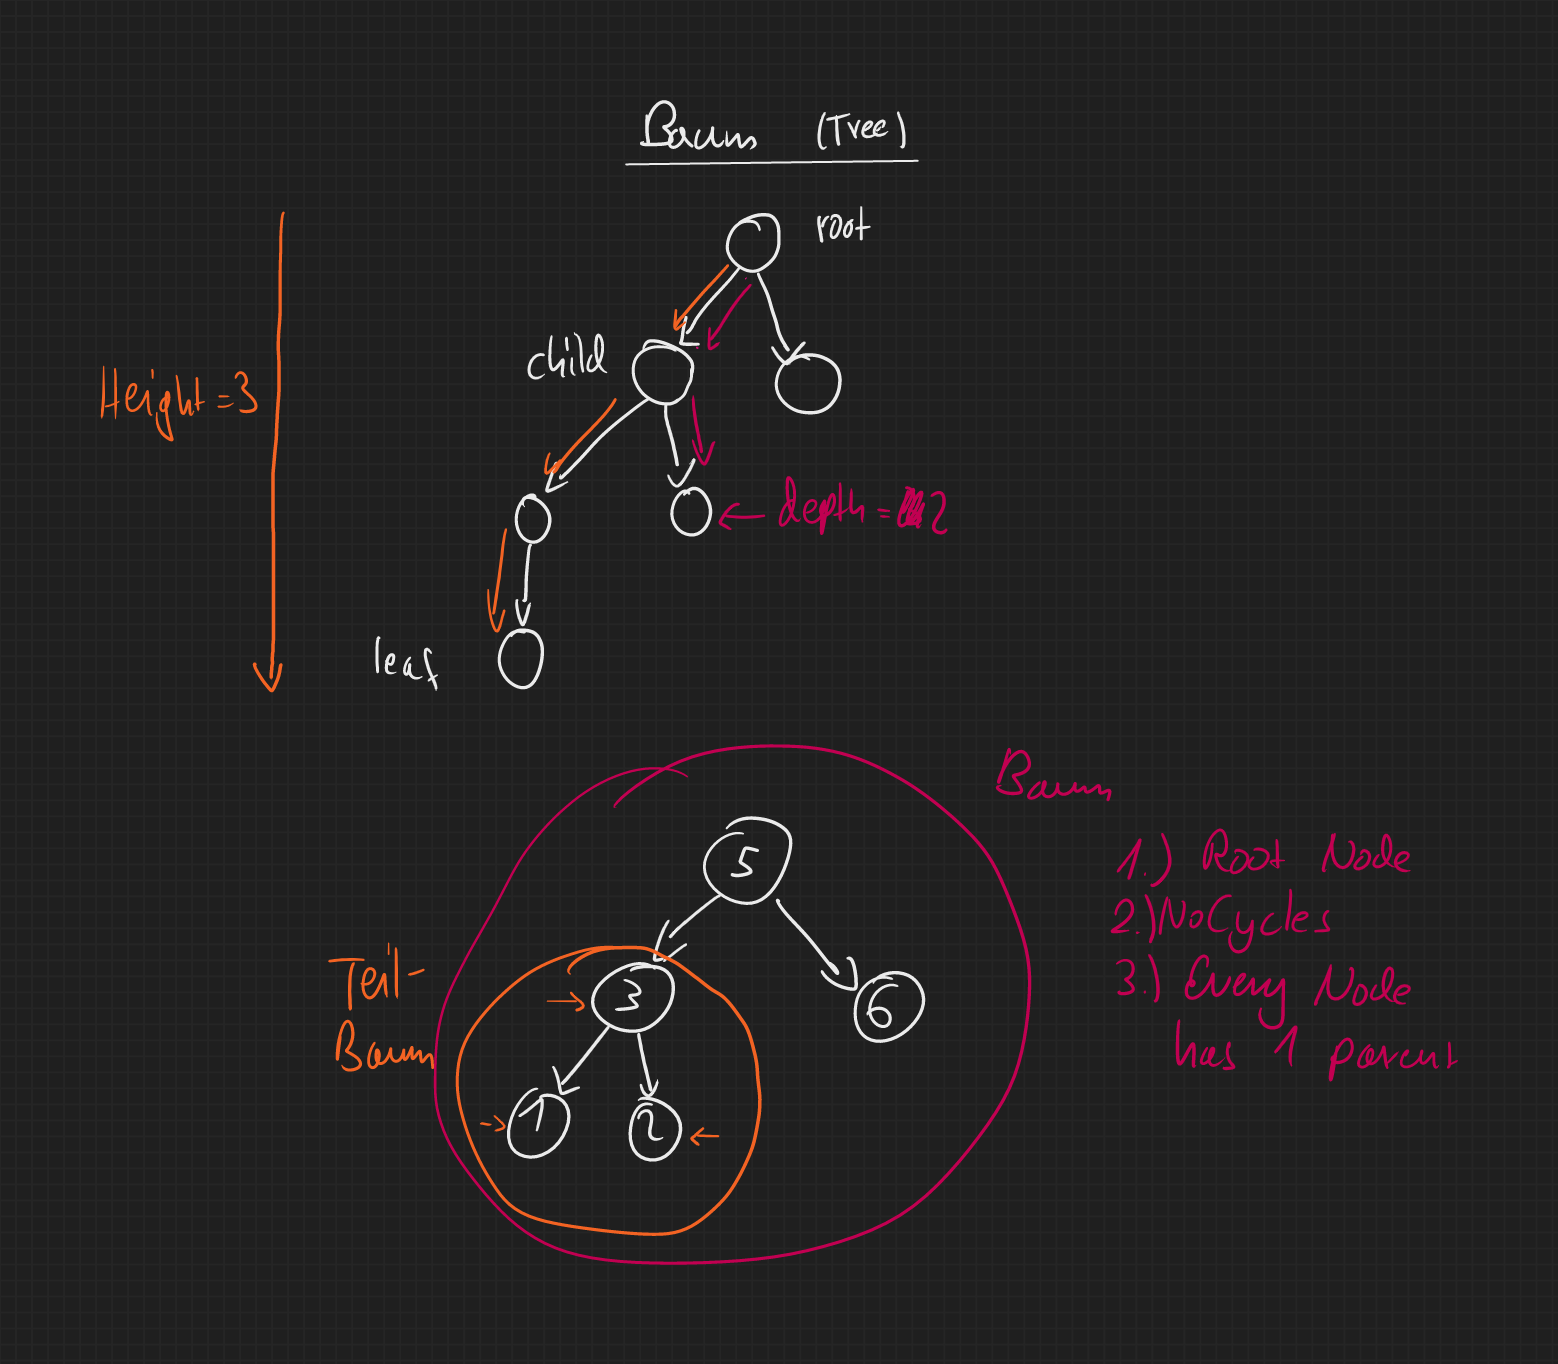 Baum (Tree)
root
child
Height = 3
depth = 2
leaf
Baum
5
1.) Root Node
2.) No Cycles
Teil-
Baum
3
6
3.) Every Node
has 1 parent
1
2